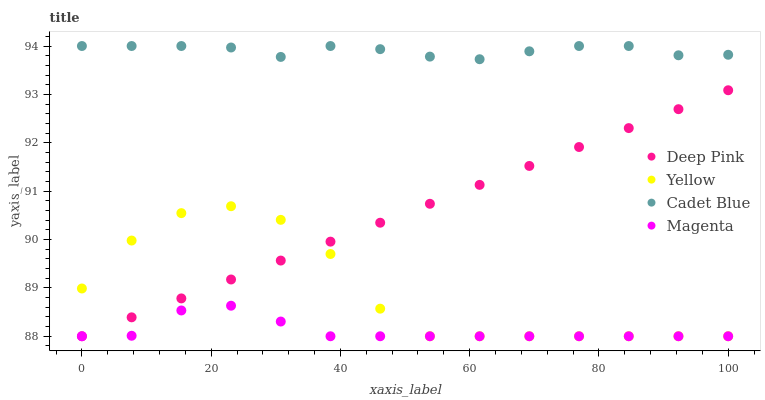 title
94
93
92
91
90
89
88
yaxis_label
0 20 40 60 80 100
xaxis_label
Deep Pink
Yellow
Cadet Blue
Magenta